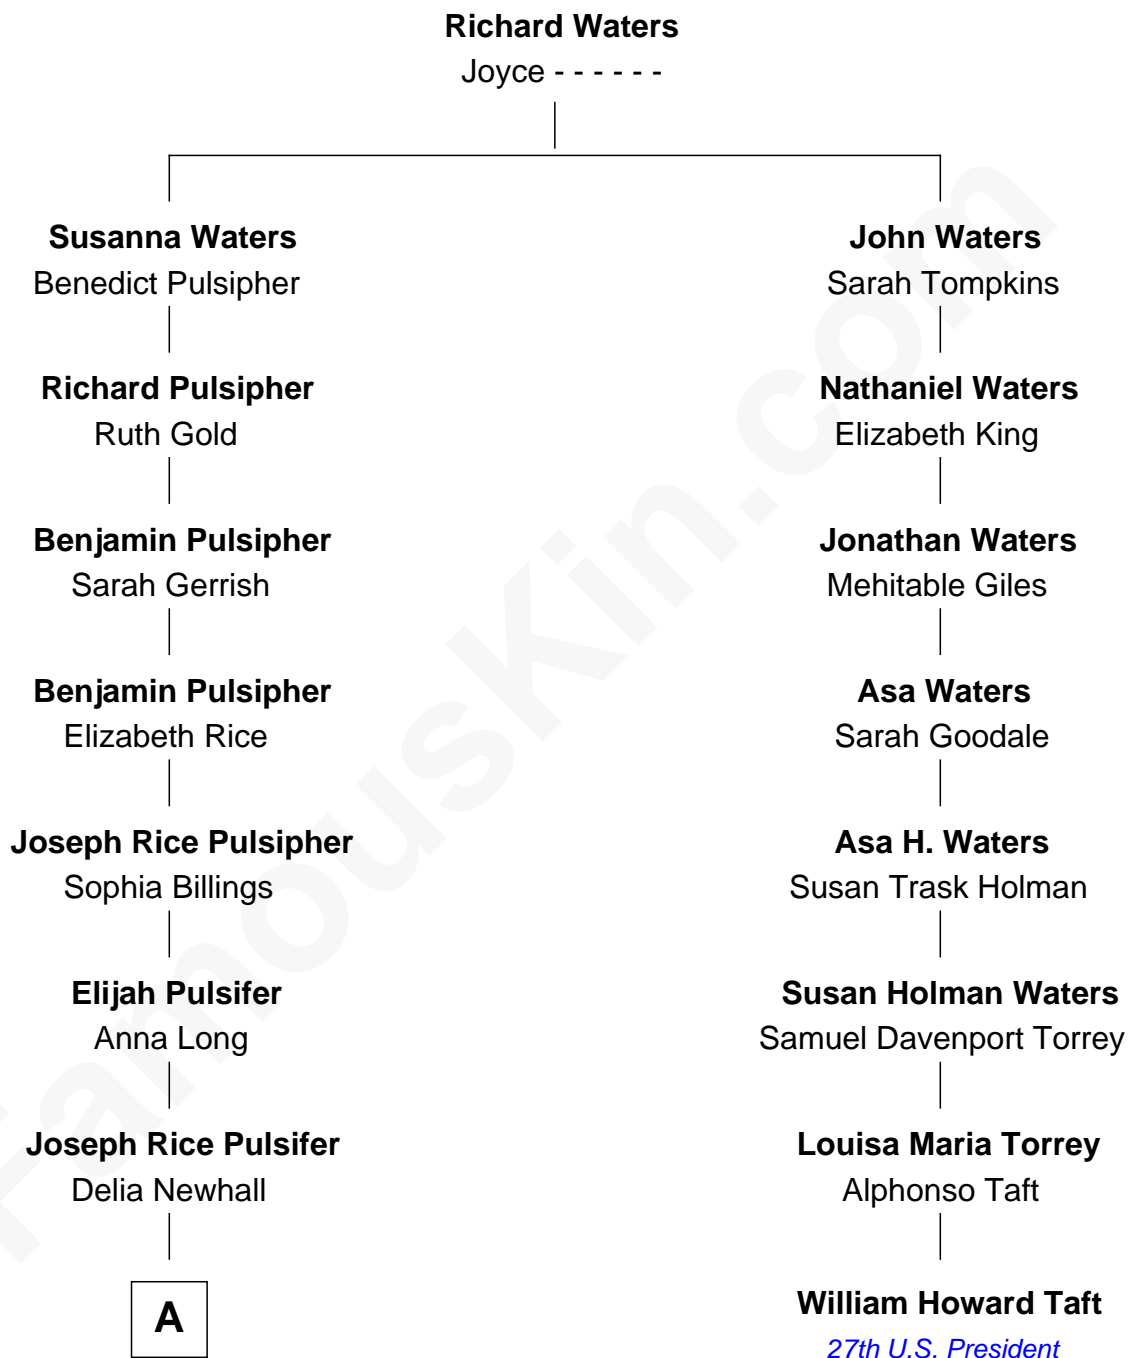 Richard Waters
Joyce - - - - - -
Susanna Waters
Benedict Pulsipher
John Waters
Sarah Tompkins
Richard Pulsipher
Ruth Gold
Nathaniel Waters
Elizabeth King
Benjamin Pulsipher
Sarah Gerrish
Jonathan Waters
Mehitable Giles
Benjamin Pulsipher
Elizabeth Rice
Asa Waters
Sarah Goodale
Joseph Rice Pulsipher
Sophia Billings
Asa H. Waters
Susan Trask Holman
Elijah Pulsifer
Anna Long
Susan Holman Waters
Samuel Davenport Torrey
Joseph Rice Pulsifer
Delia Newhall
Louisa Maria Torrey
Alphonso Taft
A
William Howard Taft
27th U.S. President
FamousKin.com